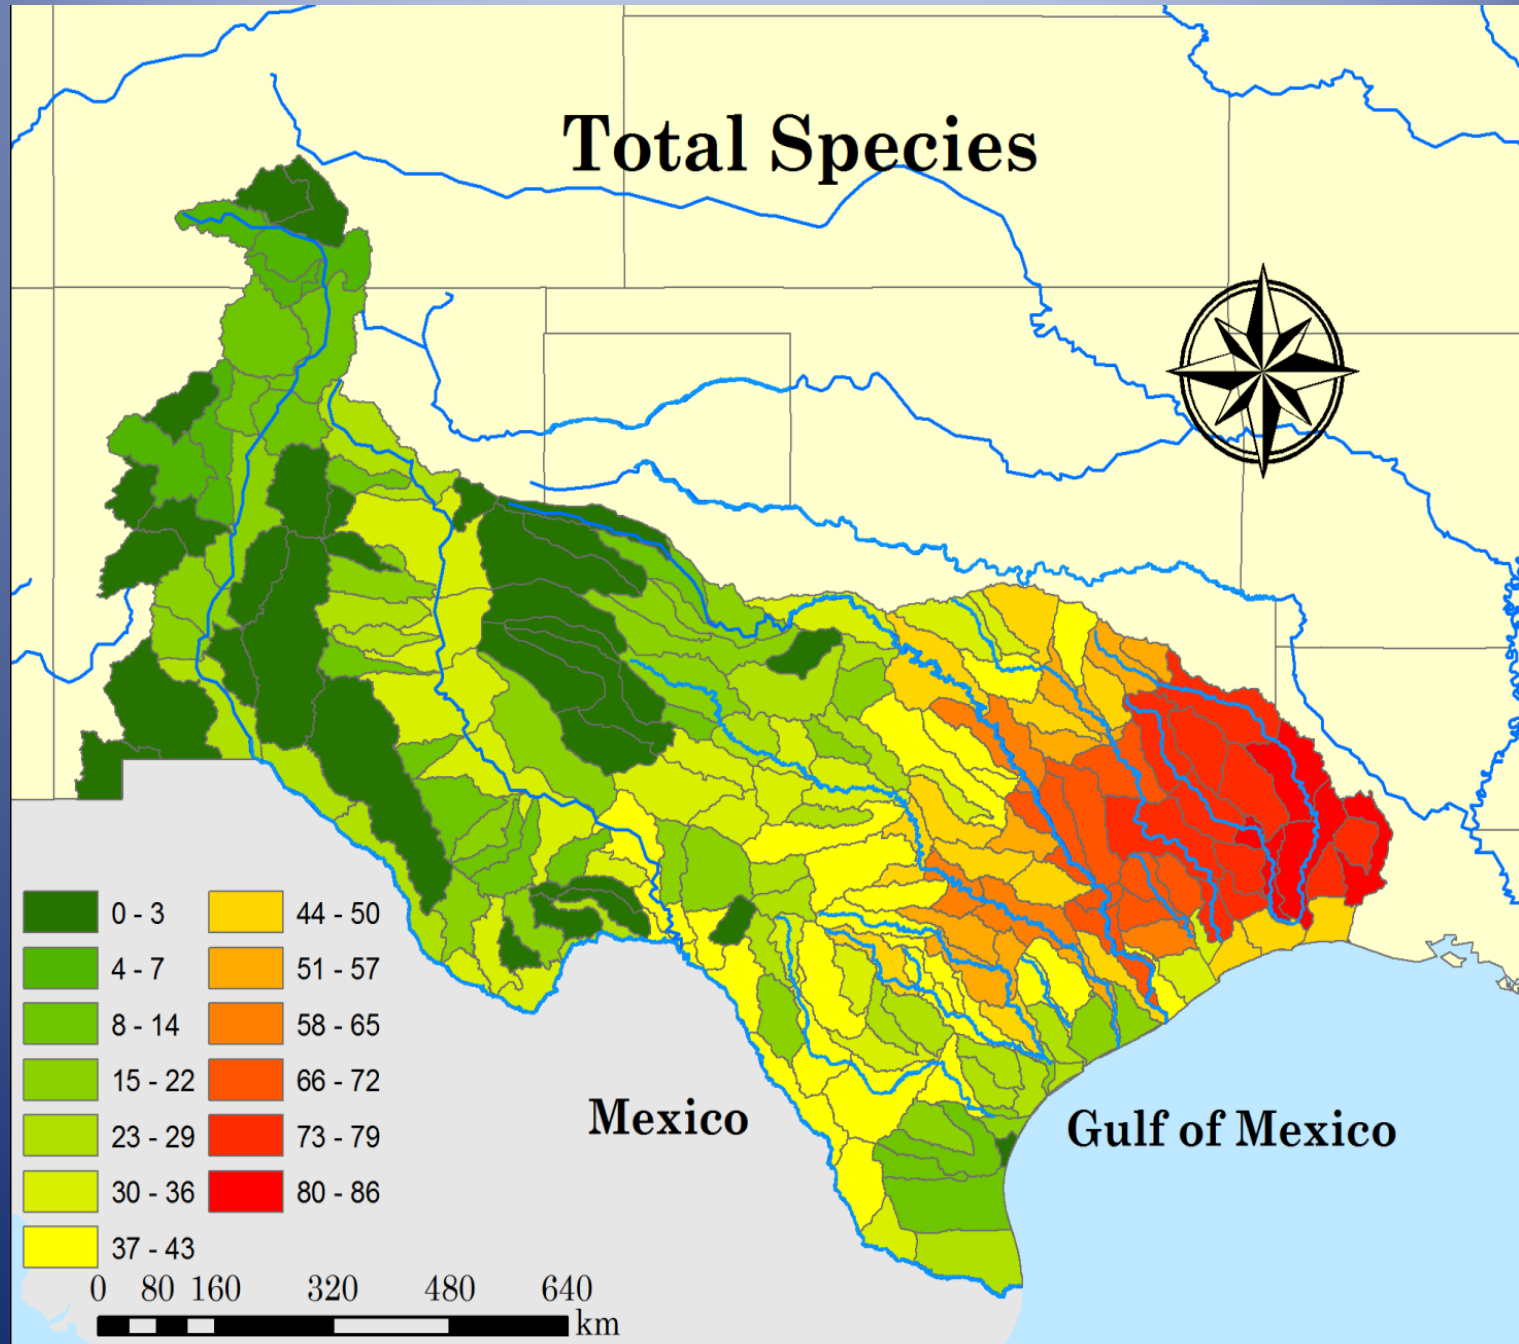 Total Species
0 - 3
4 - 7
8 - 14
15 - 22
23 - 29
30 - 36
37 - 43
44 - 50
51 - 57
58 - 65
66 - 72
73 - 79
80 - 86
Mexico
Gulf of Mexico
0 80 160 320 480 640
km